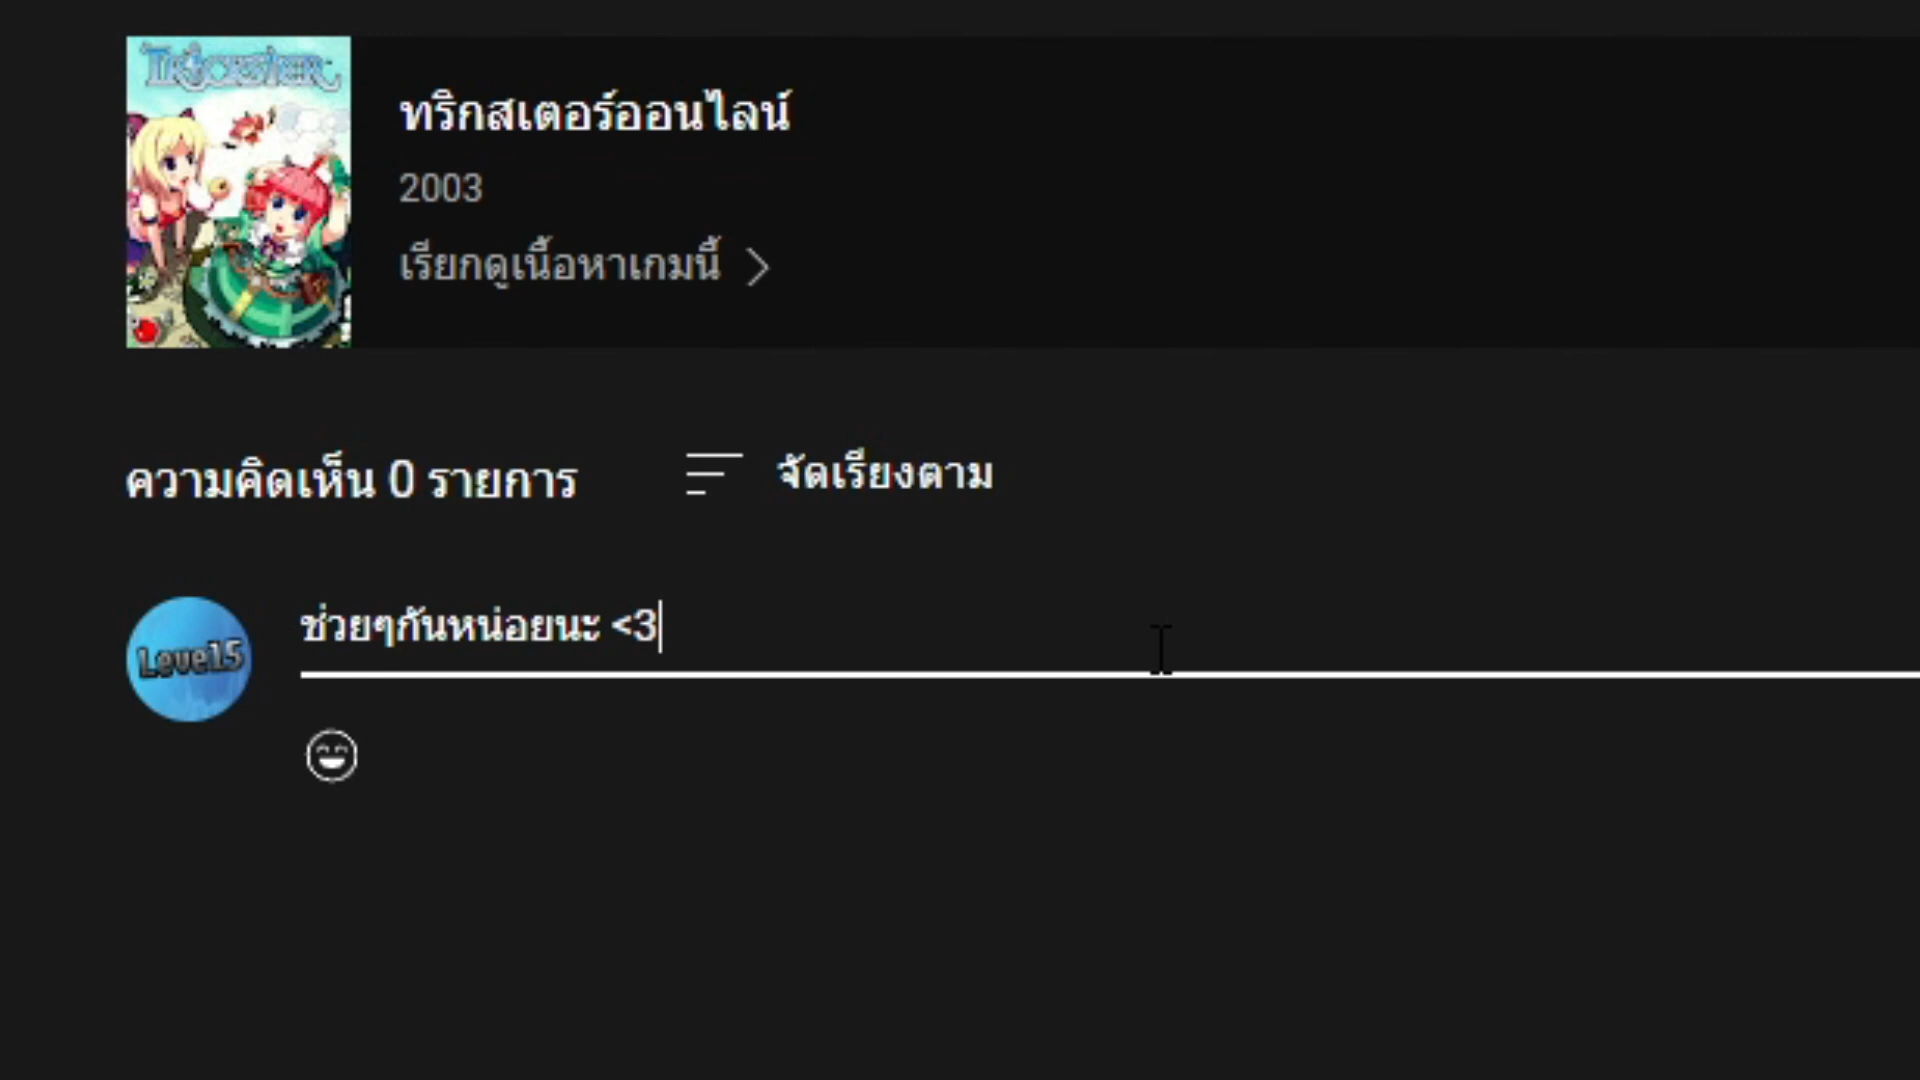 TRICKSTER
ทริกสเตอร์ออนไลน์
2003
เรียกดูเนื้อหาเกมนี้
ความคิดเห็น 0 รายการ
จัดเรียงตาม
Leve15
ช่วยๆกันหน่อยนะ <3